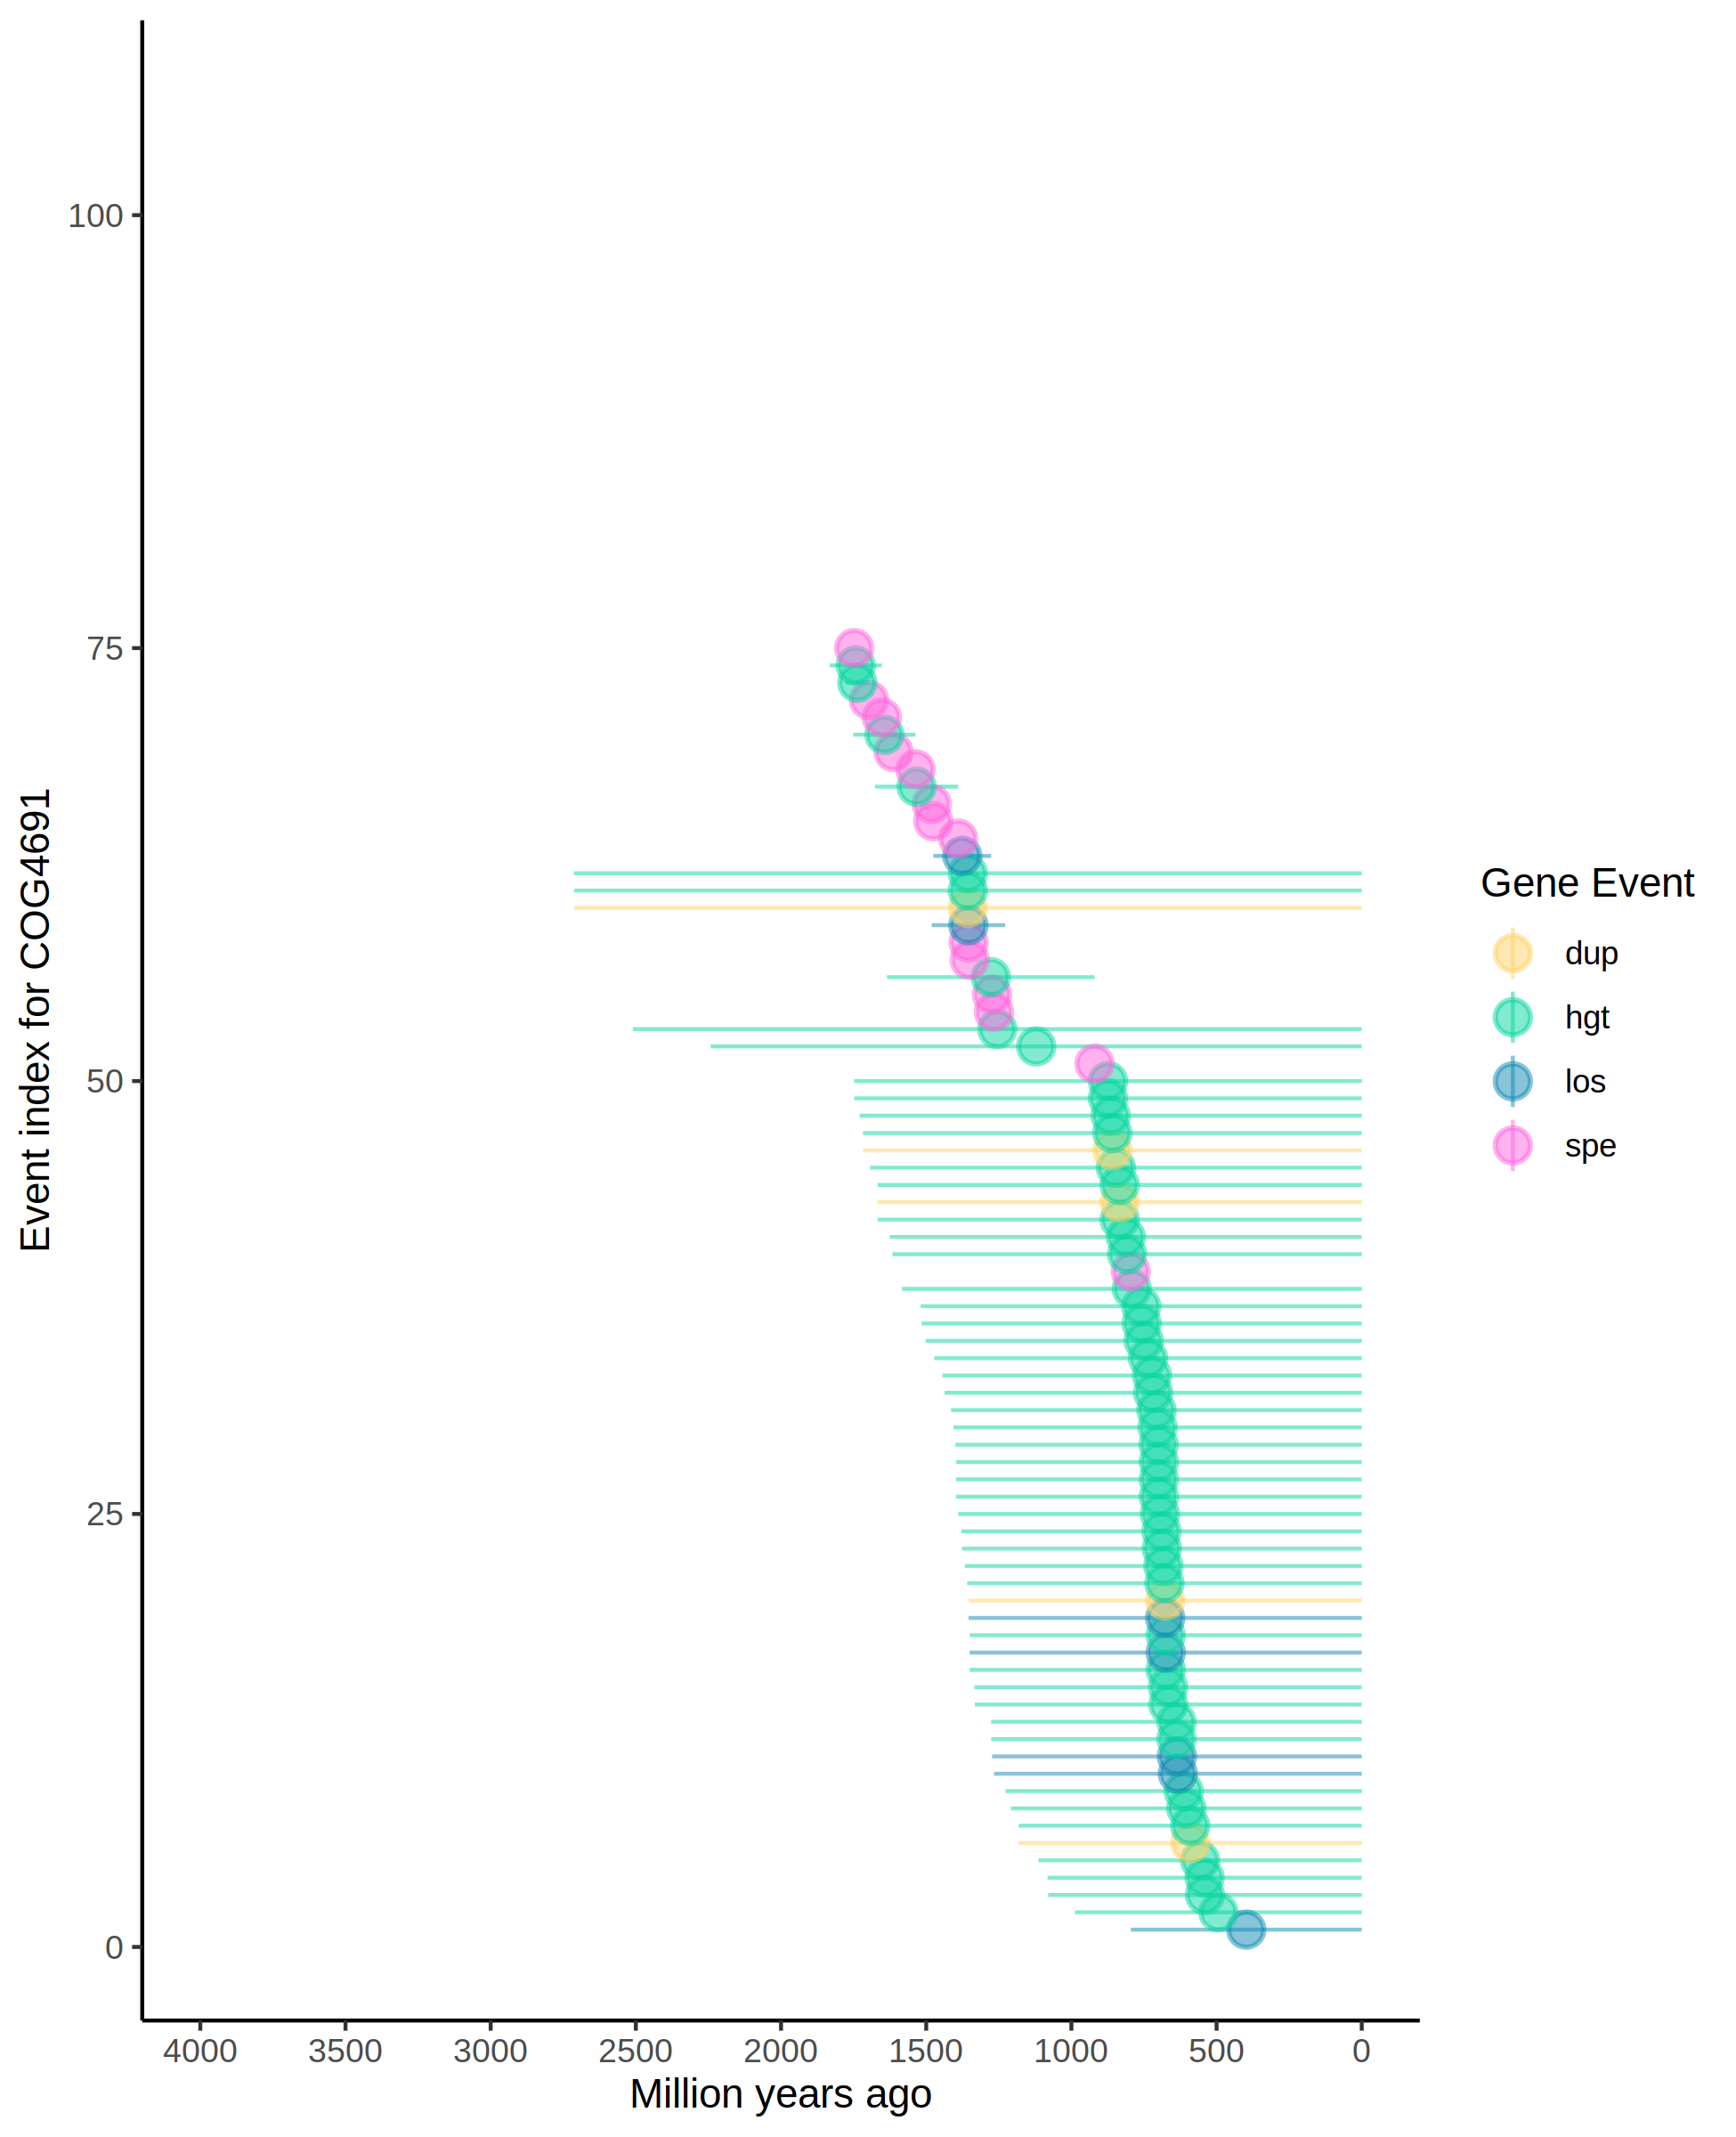 Event index for COG4691
100
75
50
25
0
4000 3500 3000 2500 2000 1500 1000 500 0
Million years ago
Gene Event
dup
hgt
los
spe